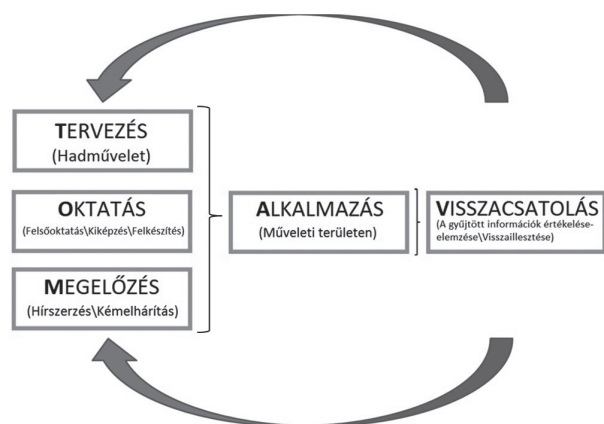 TERVEZÉS
(Hadművelet)
OKTATÁS
(Felsőoktatás\Kiképzés\Felkészítés)
MEGELŐZÉS
(Hírszerzés\Kémelhárítás)
ALKALMAZÁS
(Műveleti területen)
VISSZACSATOLÁS
(A gyűjtött információk értékelése-
elemzése\Visszaillesztése)